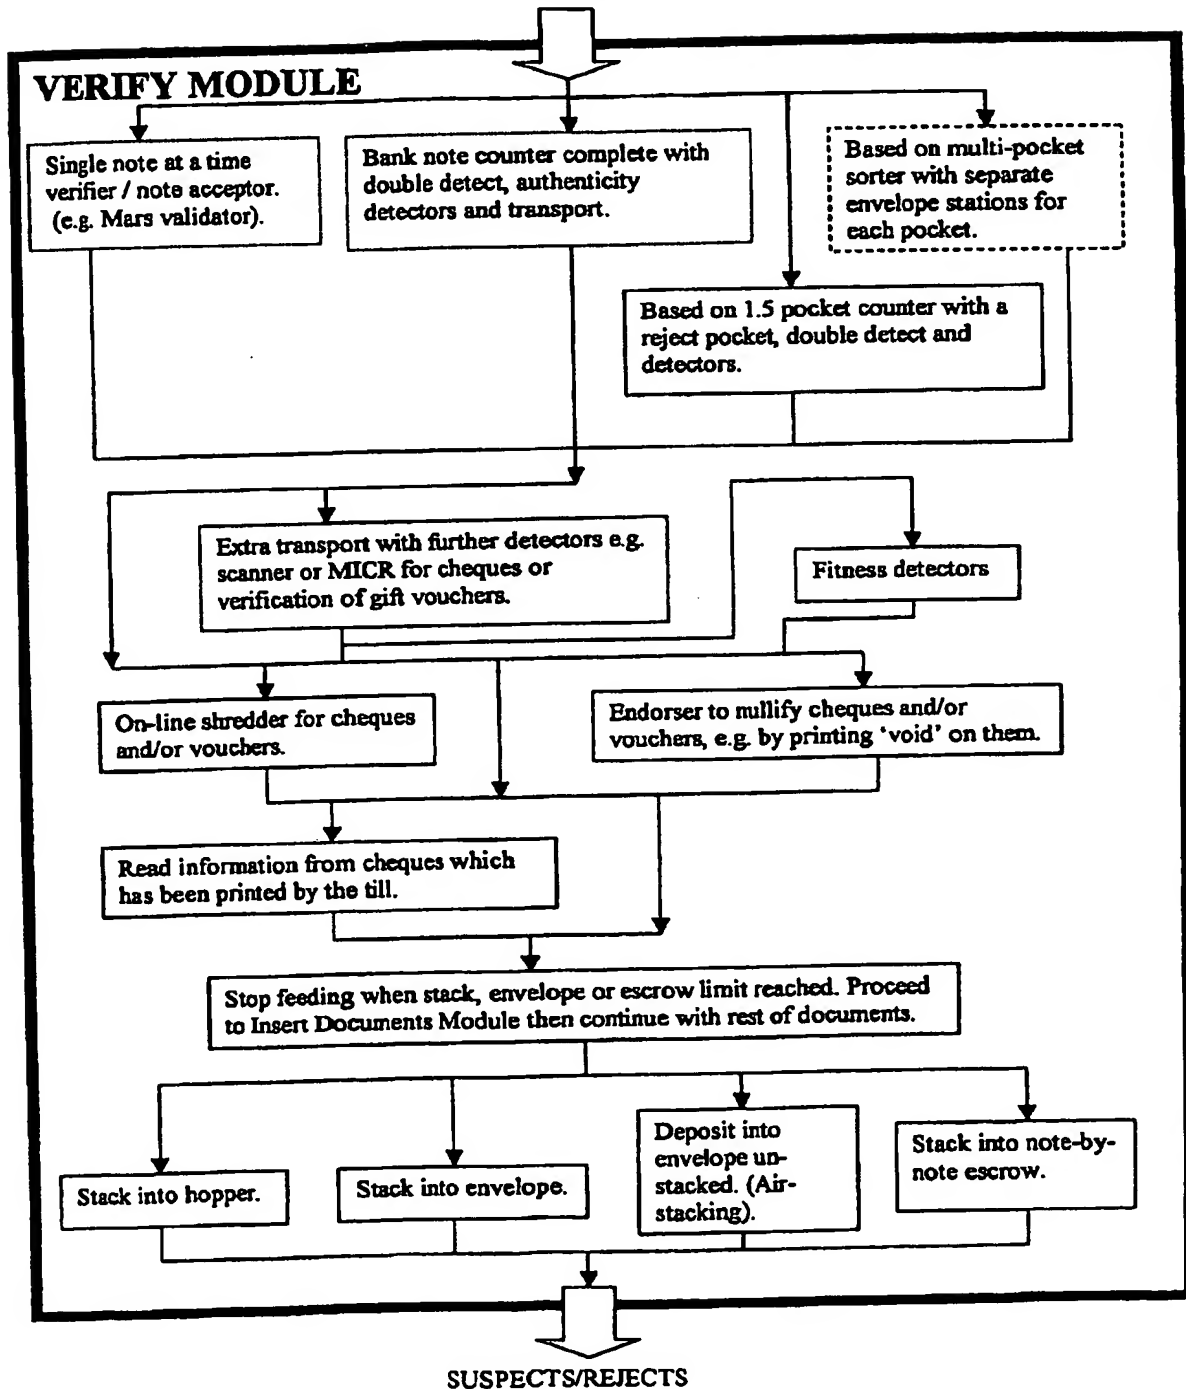 VERIFY MODULE
Single note at a time
verifier / note acceptor.
(e.g. Mars validator).
Bank note counter complete with
double detect, authenticity
detectors and transport.
Based on multi-pocket
sorter with separate
envelope stations for
each pocket.
Based on 1.5 pocket counter with a
reject pocket, double detect and
detectors.
Extra transport with further detectors e.g.
scanner or MICR for cheques or
verification of gift vouchers.
Fitness detectors
On-line shredder for cheques
and/or vouchers.
Endorser to nullify cheques and/or
vouchers, e.g. by printing 'void' on them.
Read information from cheques which
has been printed by the till.
Stop feeding when stack, envelope or escrow limit reached. Proceed
to Insert Documents Module then continue with rest of documents.
Stack into hopper.
Stack into envelope.
Deposit into
envelope un-
stacked. (Air-
stacking).
Stack into note-by-
note escrow.
SUSPECTS/REJECTS